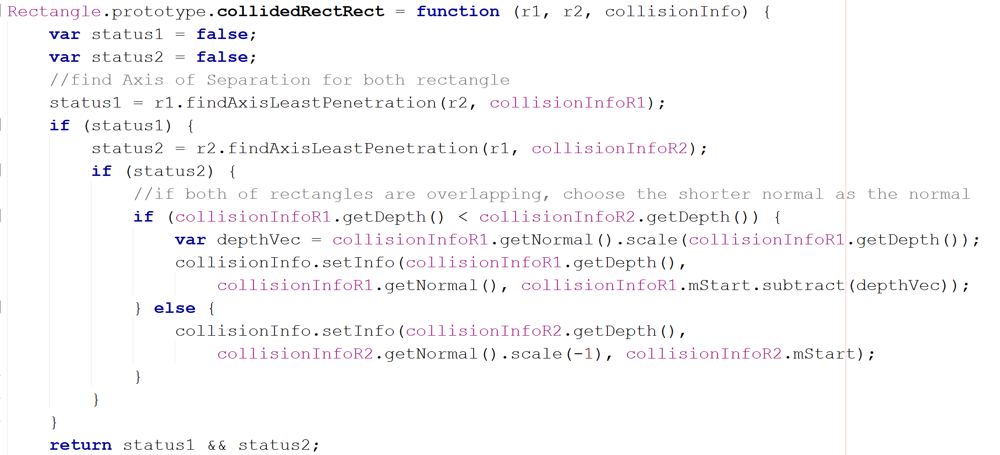 Rectangle.prototype.collidedRectRect = function (r1, r2, collisionInfo) {
    var status1 = false;
    var status2 = false;
    //find Axis of Separation for both rectangle
    status1 = r1.findAxisLeastPenetration(r2, collisionInfoR1);
    if (status1) {
        status2 = r2.findAxisLeastPenetration(r1, collisionInfoR2);
        if (status2) {
            //if both of rectangles are overlapping, choose the shorter normal as the normal
            if (collisionInfoR1.getDepth() < collisionInfoR2.getDepth()) {
                var depthVec = collisionInfoR1.getNormal().scale(collisionInfoR1.getDepth());
                collisionInfo.setInfo(collisionInfoR1.getDepth(),
                    collisionInfoR1.getNormal(), collisionInfoR1.mStart.subtract(depthVec));
            } else {
                collisionInfo.setInfo(collisionInfoR2.getDepth(),
                    collisionInfoR2.getNormal().scale(-1), collisionInfoR2.mStart);
            }
        }
    }
    return status1 && status2;